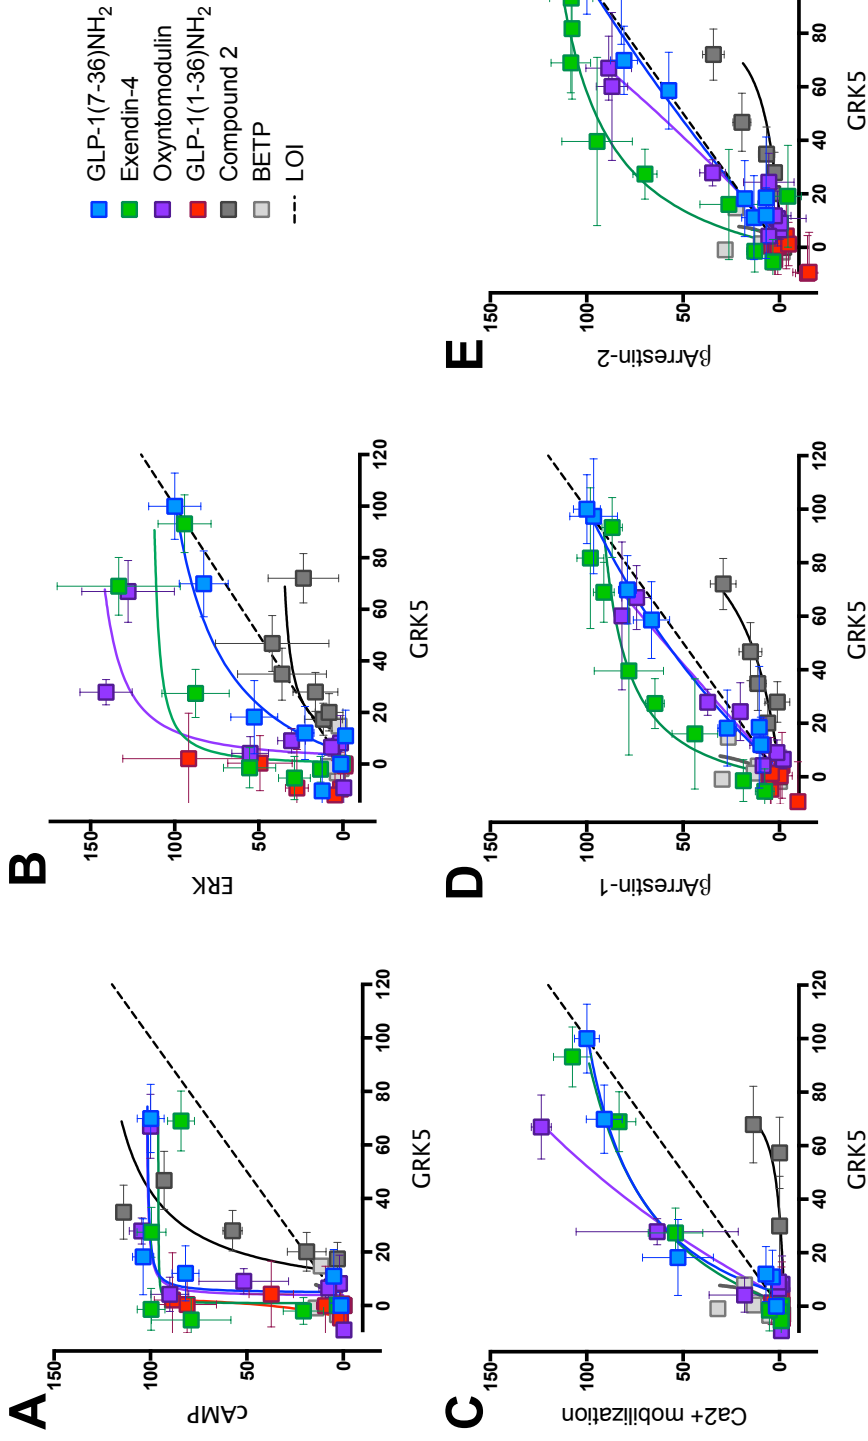 A
cAMP
150
100
50
0
0 20 40 60 80 100 120
GRK5
B
ERK
150
100
50
0
0 20 40 60 80 100 120
GRK5
GLP-1(7-36)NH2
Exendin-4
Oxyntomodulin
GLP-1(1-36)NH2
Compound 2
BETP
LOI
C
Ca2+ mobilization
150
100
50
0
0 20 40 60 80 100 120
GRK5
D
βArrestin-1
150
100
50
0
0 20 40 60 80 100 120
GRK5
E
βArrestin-2
150
100
50
0
0 20 40 60 80
GRK5